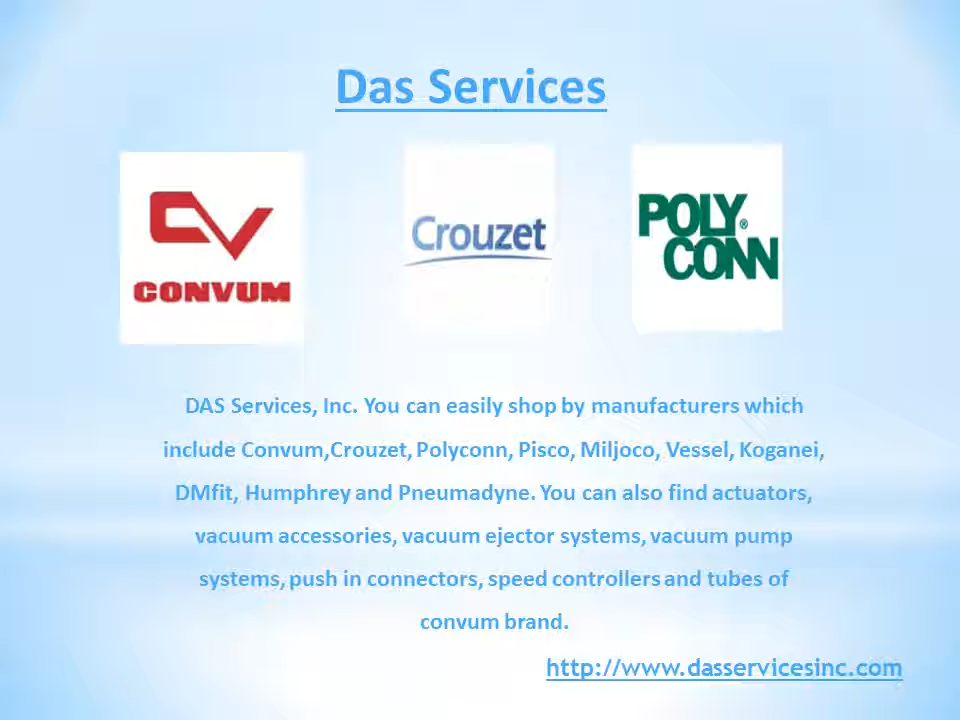 Das Services
CONVUM
Crouzet
POLY®
CONN
DAS Services, Inc. You can easily shop by manufacturers which
include Convum,Crouzet, Polyconn, Pisco, Miljoco, Vessel, Koganei,
DMfit, Humphrey and Pneumadyne. You can also find actuators,
vacuum accessories, vacuum ejector systems, vacuum pump
systems, push in connectors, speed controllers and tubes of
convum brand.
http://www.dasservicesinc.com